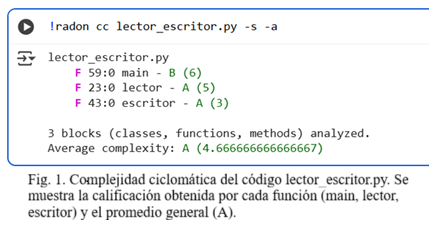 !radon cc lector_escritor.py -s -a
lector_escritor.py
F 59:0 main - B (6)
F 23:0 lector - A (5)
F 43:0 escritor - A (3)
3 blocks (classes, functions, methods) analyzed.
Average complexity: A (4.666666666666667)
Fig. 1. Complejidad ciclomática del código lector_escritor.py. Se
muestra la calificación obtenida por cada función (main, lector,
escritor) y el promedio general (A).